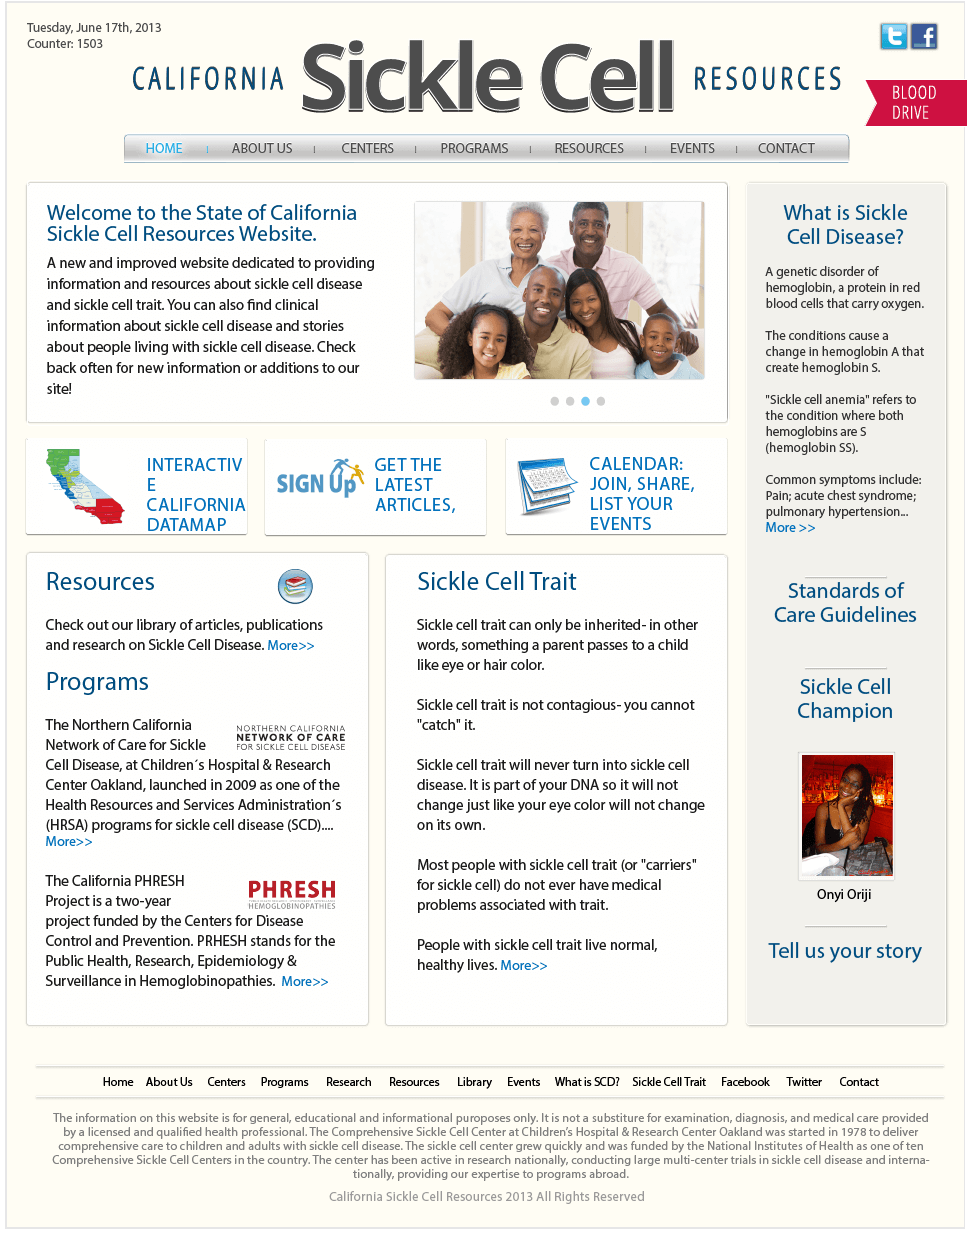 Tuesday, June 17th, 2013
Counter: 1503
CALIFORNIA Sickle Cell RESOURCES
BLOOD
DRIVE
HOME ABOUT US CENTERS PROGRAMS RESOURCES EVENTS CONTACT
Welcome to the State of California
Sickle Cell Resources Website.
A new and improved website dedicated to providing
information and resources about sickle cell disease
and sickle cell trait. You can also find clinical
information about sickle cell disease and stories
about people living with sickle cell disease. Check
back often for new information or additions to our
site!
INTERACTIV
E
CALIFORNIA
DATAMAP
SIGN Up
GET THE
LATEST
ARTICLES,
CALENDAR:
JOIN, SHARE,
LIST YOUR
EVENTS
Resources
Check out our library of articles, publications
and research on Sickle Cell Disease. More>>
Programs
The Northern California
Network of Care for Sickle
Cell Disease, at Children´s Hospital & Research
Center Oakland, launched in 2009 as one of the
Health Resources and Services Administration´s
(HRSA) programs for sickle cell disease (SCD)....
More>>
NORTHERN CALIFORNIA
NETWORK OF CARE
FOR SICKLE CELL DISEASE
The California PHRESH
Project is a two-year
project funded by the Centers for Disease
Control and Prevention. PRHESH stands for the
Public Health, Research, Epidemiology &
Surveillance in Hemoglobinopathies. More>>
PHRESH
HEMOGLOBINOPATHIES
Sickle Cell Trait
Sickle cell trait can only be inherited- in other
words, something a parent passes to a child
like eye or hair color.
Sickle cell trait is not contagious- you cannot
"catch" it.
Sickle cell trait will never turn into sickle cell
disease. It is part of your DNA so it will not
change just like your eye color will not change
on its own.
Most people with sickle cell trait (or "carriers"
for sickle cell) do not ever have medical
problems associated with trait.
People with sickle cell trait live normal,
healthy lives. More>>
What is Sickle
Cell Disease?
A genetic disorder of
hemoglobin, a protein in red
blood cells that carry oxygen.
The conditions cause a
change in hemoglobin A that
create hemoglobin S.
"Sickle cell anemia" refers to
the condition where both
hemoglobins are S
(hemoglobin SS).
Common symptoms include:
Pain; acute chest syndrome;
pulmonary hypertension...
More >>
Standards of
Care Guidelines
Sickle Cell
Champion
Onyi Oriji
Tell us your story
Home About Us Centers Programs Research Resources Library Events What is SCD? Sickle Cell Trait Facebook Twitter Contact
The information on this website is for general, educational and informational puroposes only. It is not a substiture for examination, diagnosis, and medical care provided
by a licensed and qualified health professional. The Comprehensive Sickle Cell Center at Children's Hospital & Research Center Oakland was started in 1978 to deliver
comprehensive care to children and adults with sickle cell disease. The sickle cell center grew quickly and was funded by the National Institutes of Health as one of ten
Comprehensive Sickle Cell Centers in the country. The center has been active in research nationally, conducting large multi-center trials in sickle cell disease and interna-
tionally, providing our expertise to programs abroad.
California Sickle Cell Resources 2013 All Rights Reserved